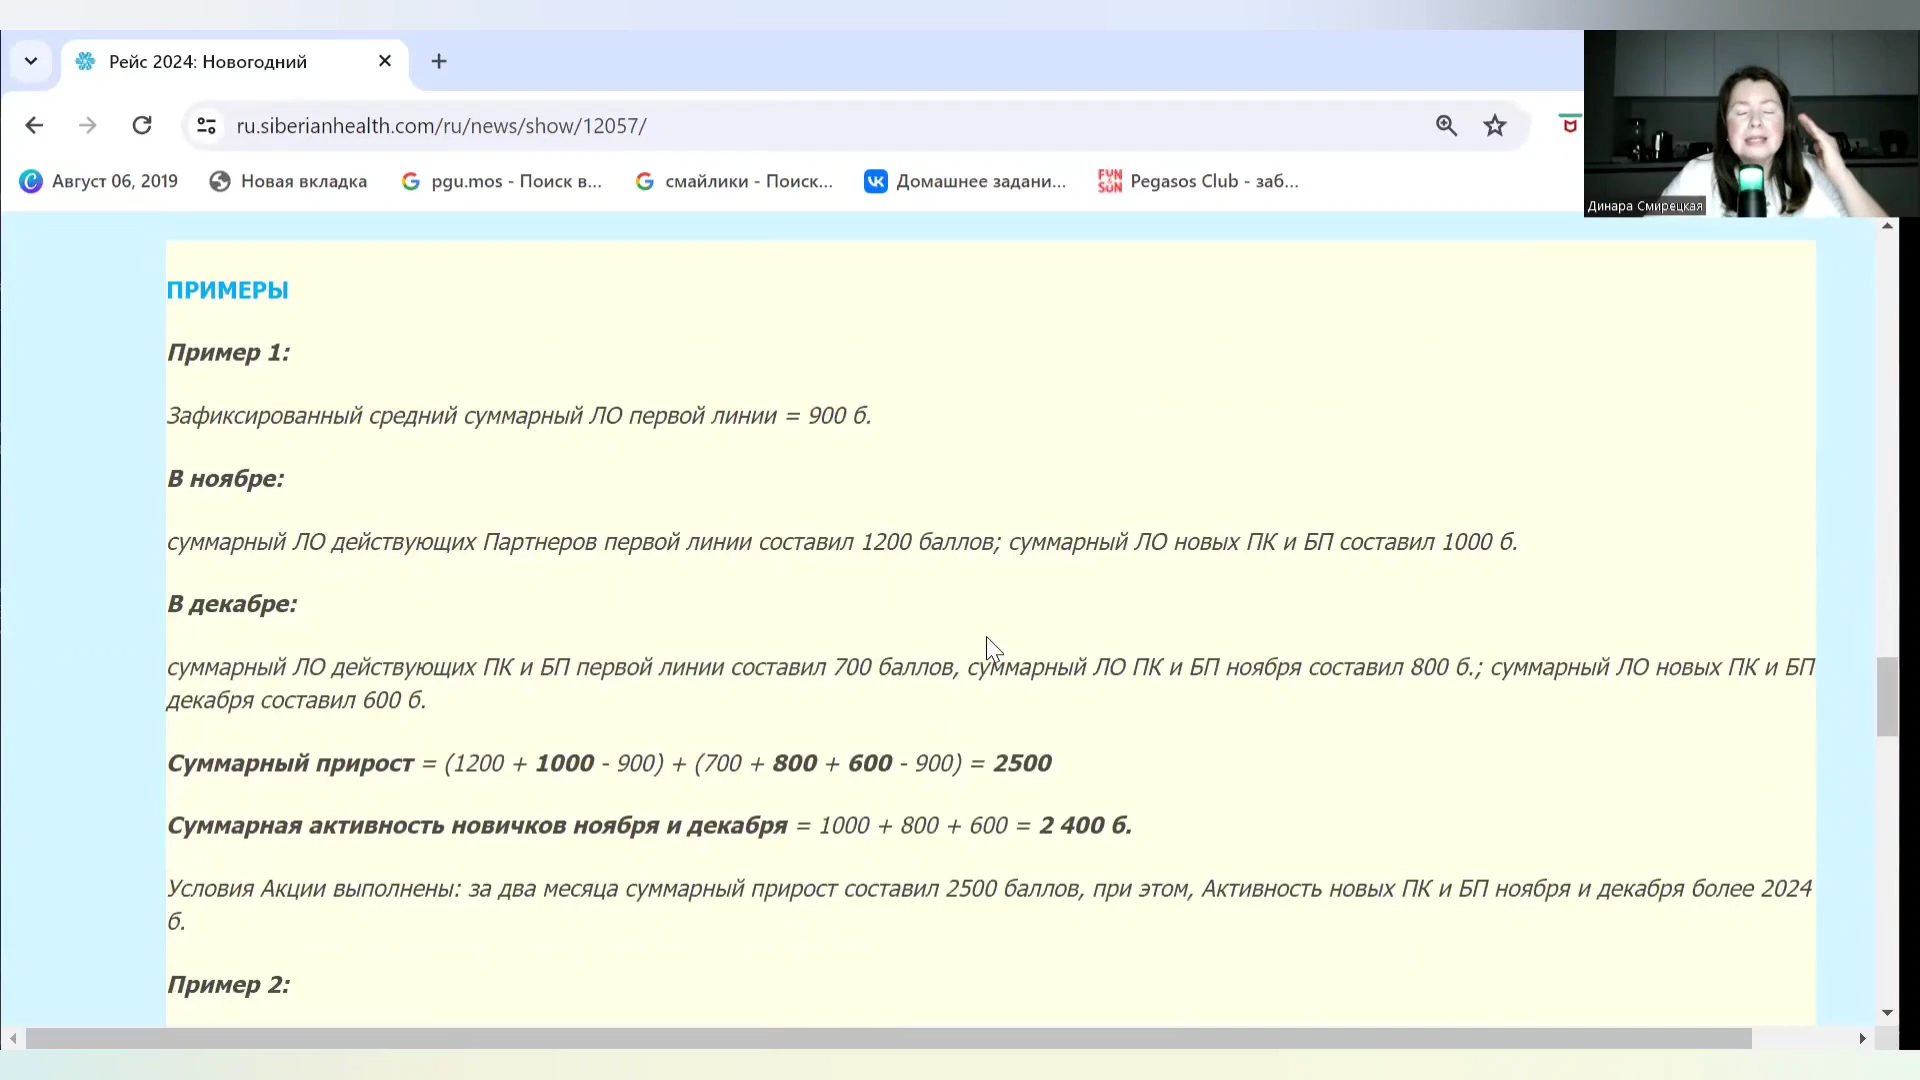 Рейс 2024: Новогодний
ru.siberianhealth.com/ru/news/show/12057/
Август 06, 2019
Новая вкладка
pgu.mos - Поиск в...
смайлики - Поиск...
Домашнее задани...
FUN & SUN
Pegasos Club - заб...
Динара Смирецкая
ПРИМЕРЫ
Пример 1:
Зафиксированный средний суммарный ЛО первой линии = 900 б.
В ноябре:
суммарный ЛО действующих Партнеров первой линии составил 1200 баллов; суммарный ЛО новых ПК и БП составил 1000 б.
В декабре:
суммарный ЛО действующих ПК и БП первой линии составил 700 баллов, суммарный ЛО ПК и БП ноября составил 800 б.; суммарный ЛО новых ПК и БП
декабря составил 600 б.
Суммарный прирост = (1200 + 1000 - 900) + (700 + 800 + 600 - 900) = 2500
Суммарная активность новичков ноября и декабря = 1000 + 800 + 600 = 2 400 б.
Условия Акции выполнены: за два месяца суммарный прирост составил 2500 баллов, при этом, Активность новых ПК и БП ноября и декабря более 2024
б.
Пример 2: